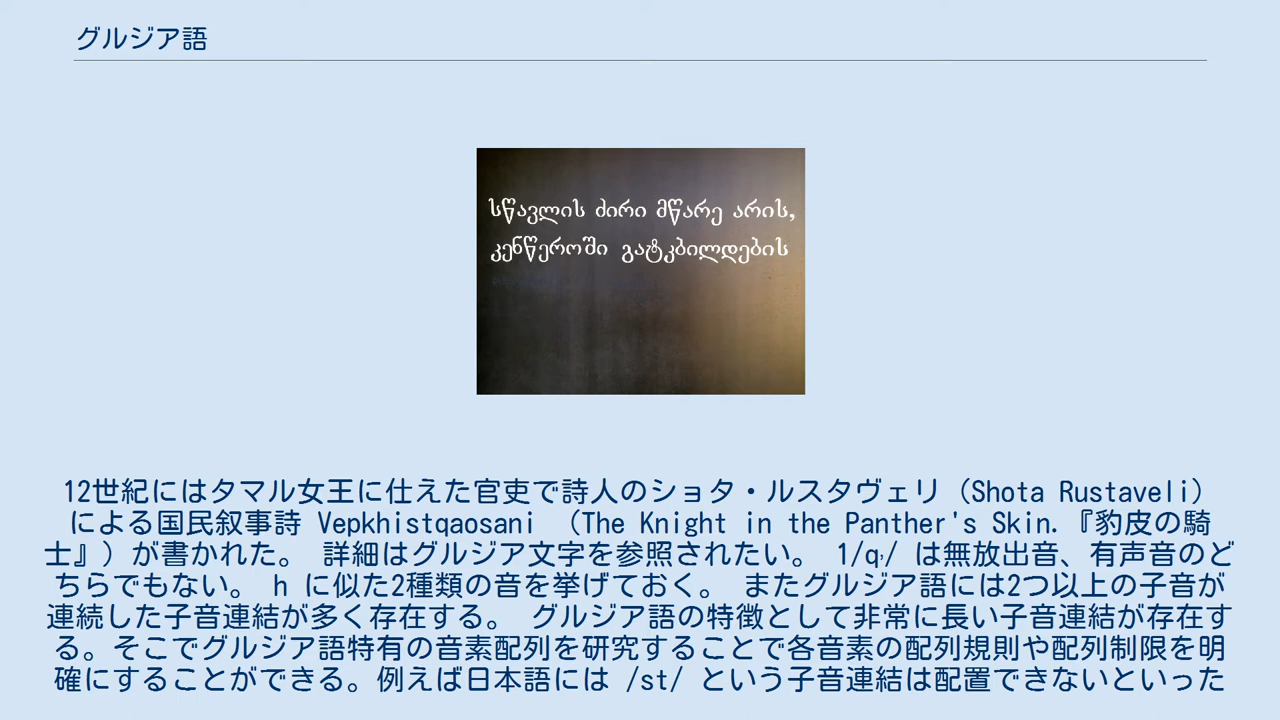 グルジア語
სწავლის ძირი მწარე არის,
კენწეროში გატკბილდების
12世紀にはタマル女王に仕えた官吏で詩人のショタ・ルスタヴェリ（Shota Rustaveli）
による国民叙事詩 Vepkhistqaosani （The Knight in the Panther's Skin.『豹皮の騎
士』）が書かれた。 詳細はグルジア文字を参照されたい。 1/qʼ/ は無放出音、有声音のど
ちらでもない。 h に似た2種類の音を挙げておく。 またグルジア語には2つ以上の子音が
連続した子音連結が多く存在する。 グルジア語の特徴として非常に長い子音連結が存在す
る。そこでグルジア語特有の音素配列を研究することで各音素の配列規則や配列制限を明
確にすることができる。例えば日本語には /st/ という子音連結は配置できないといった